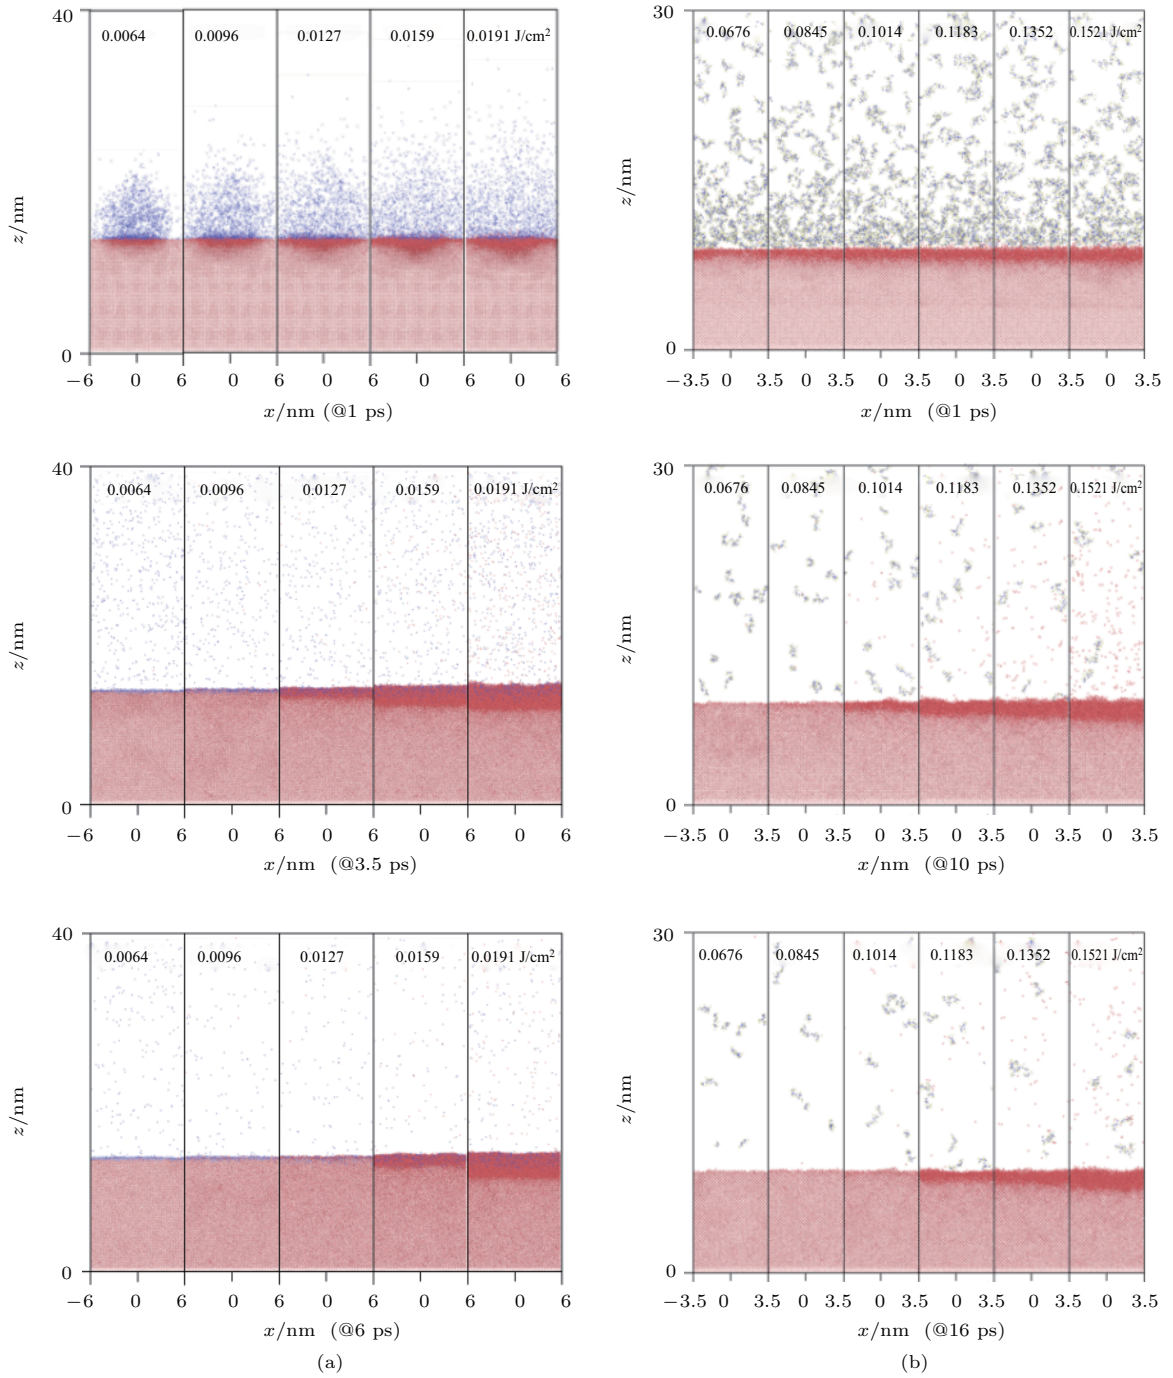 40
0.0064 0.0096 0.0127 0.0159 0.0191 J/cm²
z/nm
0
−6 0 6 0 6 0 6 0 6 0 6
x/nm (@1 ps)
40
0.0064 0.0096 0.0127 0.0159 0.0191 J/cm²
z/nm
0
−6 0 6 0 6 0 6 0 6 0 6
x/nm (@3.5 ps)
40
0.0064 0.0096 0.0127 0.0159 0.0191 J/cm²
z/nm
0
−6 0 6 0 6 0 6 0 6 0 6
x/nm (@6 ps)
(a)
30
0.0676 0.0845 0.1014 0.1183 0.1352 0.1521 J/cm²
z/nm
0
−3.5 0 3.5 0 3.5 0 3.5 0 3.5 0 3.5 0 3.5
x/nm (@1 ps)
30
0.0676 0.0845 0.1014 0.1183 0.1352 0.1521 J/cm²
z/nm
0
−3.5 0 3.5 0 3.5 0 3.5 0 3.5 0 3.5 0 3.5
x/nm (@10 ps)
30
0.0676 0.0845 0.1014 0.1183 0.1352 0.1521 J/cm²
z/nm
0
−3.5 0 3.5 0 3.5 0 3.5 0 3.5 0 3.5 0 3.5
x/nm (@16 ps)
(b)